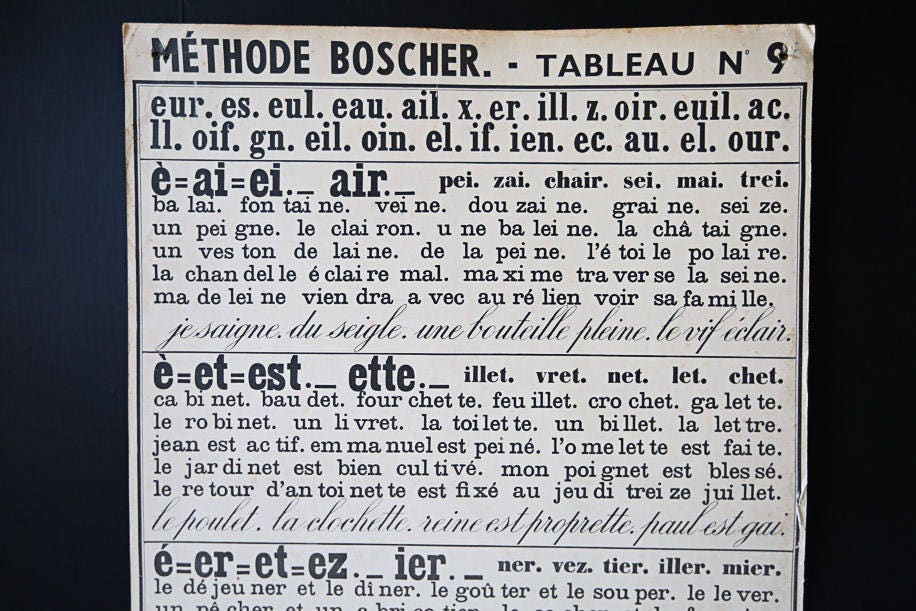 MÉTHODE BOSCHER. - TABLEAU N° 9
eur. es. eul. eau. ail. x. er. ill. z. oir. euil. ac.
ll. oif. gn. eil. oin. el. if. ien. ec. au. el. our.
è=ai=ei._ air._ pei. zai. chair. sei. mai. trei.
ba lai. fon tai ne. vei ne. dou zai ne. grai ne. sei ze.
un pei gne. le clai ron. u ne ba lei ne. la châ tai gne.
un ves ton de lai ne. de la pei ne. l'é toi le po lai re.
la chan del le é clai re mal. ma xi me tra ver se la sei ne.
ma de lei ne vien dra a vec au ré lien voir sa fa mi lle.
je saigne. du seigle. une bouteille pleine. le vif éclair.
è=et=est._ ette._ illet. vret. net. let. chet.
ca bi net. bau det. four chet te. feu illet. cro chet. ga let te.
le ro bi net. un li vret. la toi let te. un bi llet. la let tre.
jean est ac tif. em ma nuel est pei né. l'o me let te est fai te.
le jar di net est bien cul ti vé. mon poi gnet est bles sé.
le re tour d'an toi net te est fixé au jeu di trei ze jui llet.
le poulet. la clochette. reine est proprette. paul est gai.
é=er=et=ez._ ier._ ner. vez. tier. iller. mier.
le dé jeu ner et le dî ner. le goû ter et le sou per. le le ver.